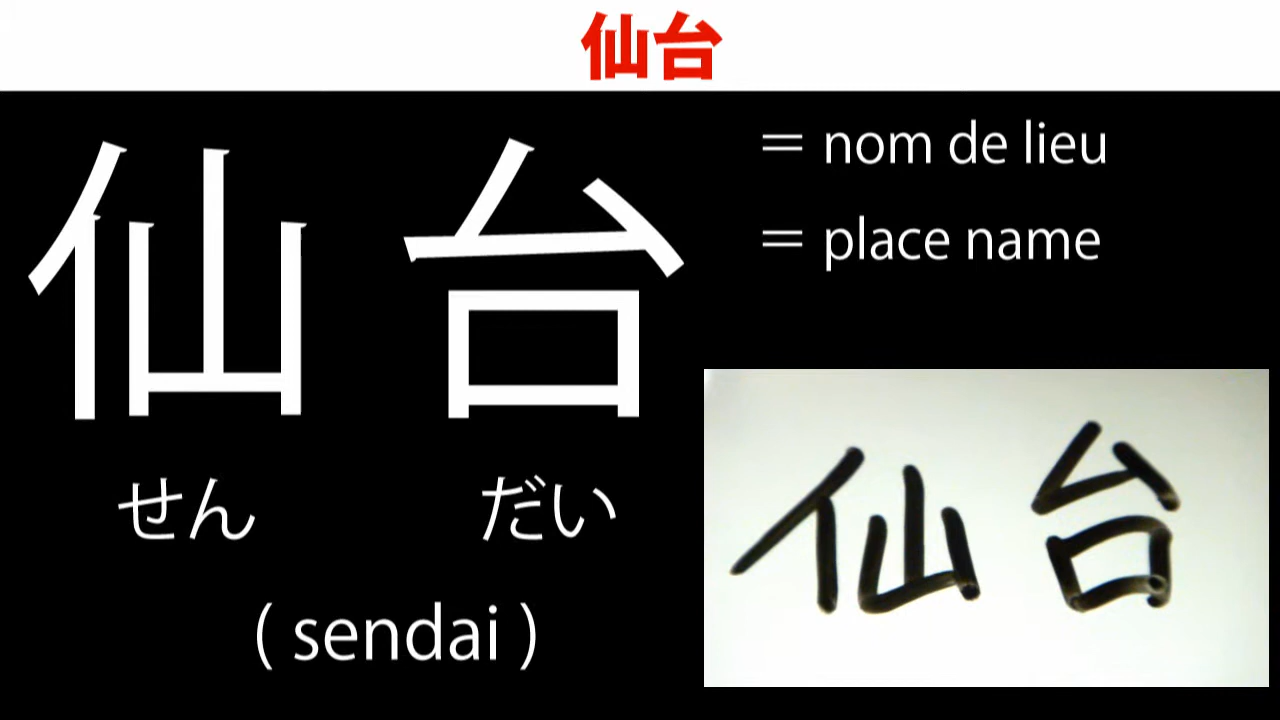 仙台
仙台
せん だい
( sendai )
= nom de lieu
= place name
仙台